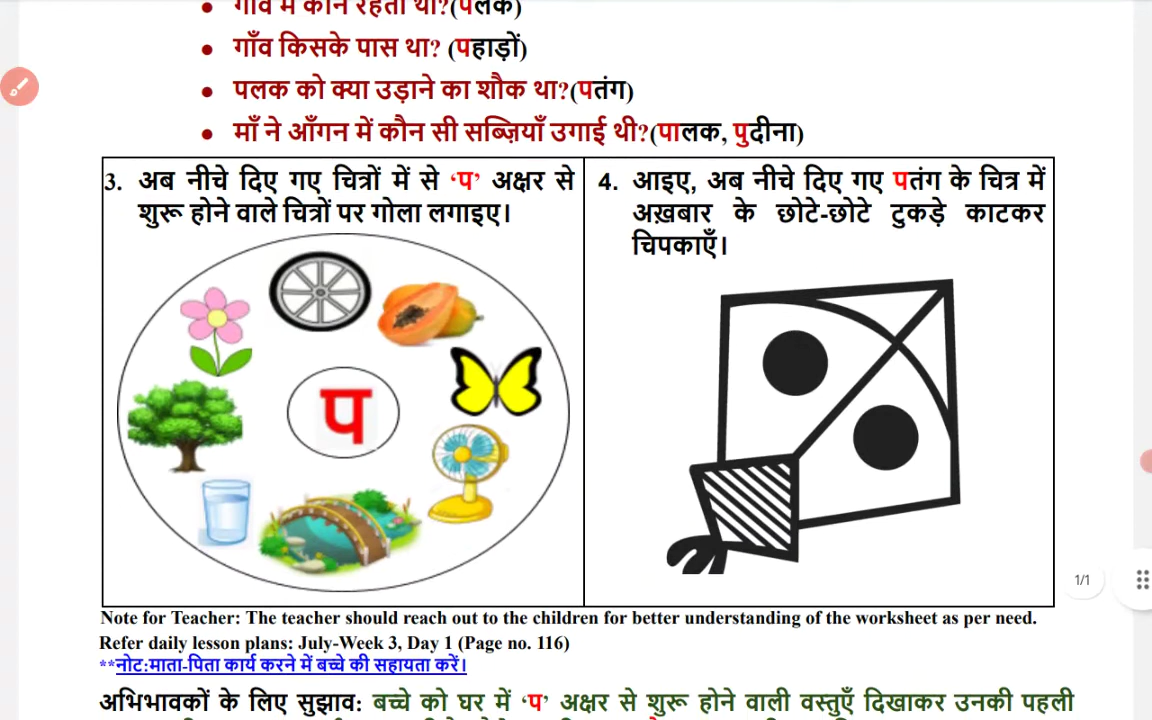 गाँव में कौन रहता था?(पलक)
गाँव किसके पास था? (पहाड़ों)
पलक को क्या उड़ाने का शौक था?(पतंग)
माँ ने आँगन में कौन सी सब्ज़ियाँ उगाई थी?(पालक, पुदीना)
3. अब नीचे दिए गए चित्रों में से ‘प’ अक्षर से
शुरू होने वाले चित्रों पर गोला लगाइए।
प
4. आइए, अब नीचे दिए गए पतंग के चित्र में
अख़बार के छोटे-छोटे टुकड़े काटकर
चिपकाएँ।
1/1
Note for Teacher: The teacher should reach out to the children for better understanding of the worksheet as per need.
Refer daily lesson plans: July-Week 3, Day 1 (Page no. 116)
**नोट:माता-पिता कार्य करने में बच्चे की सहायता करें।
अभिभावकों के लिए सुझाव: बच्चे को घर में ‘प’ अक्षर से शुरू होने वाली वस्तुएँ दिखाकर उनकी पहली